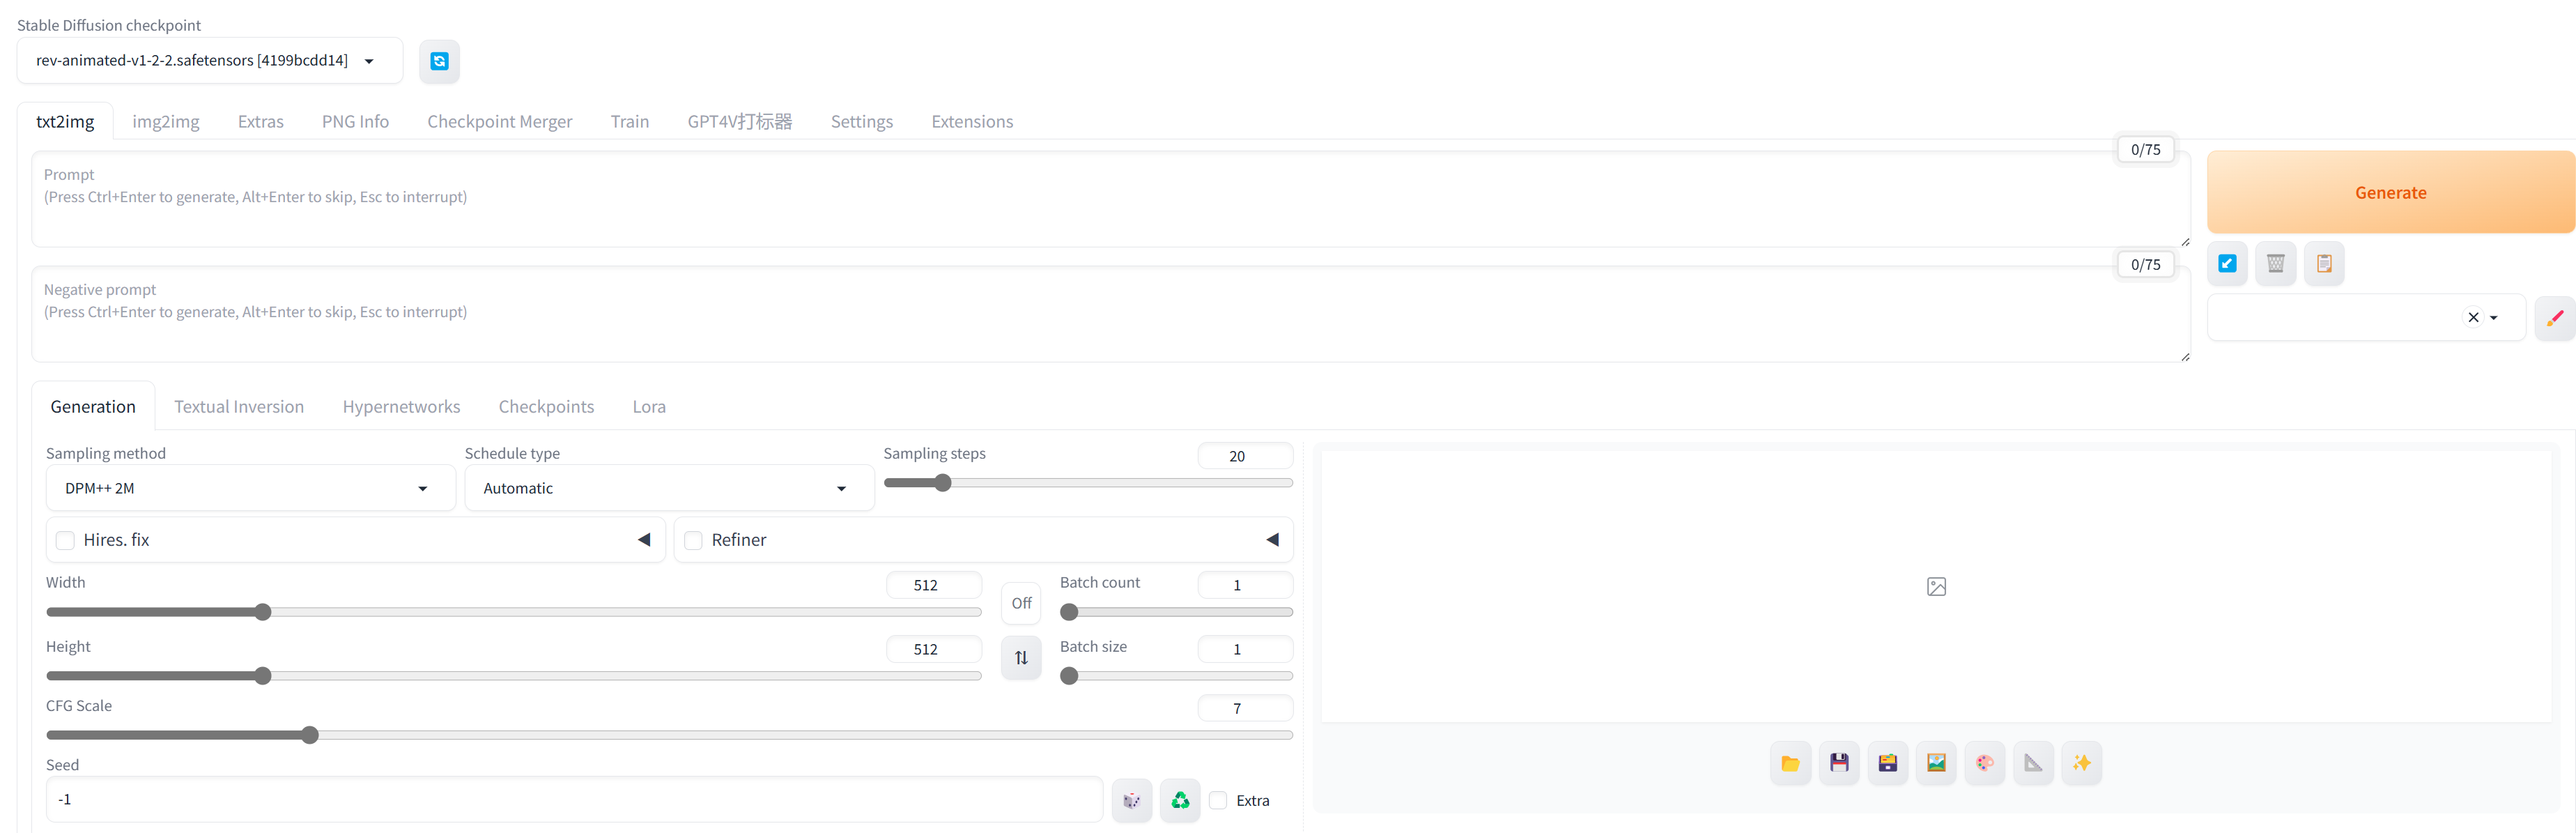 Stable Diffusion checkpoint
rev-animated-v1-2-2.safetensors [4199bcdd14]
txt2img
img2img
Extras
PNG Info
Checkpoint Merger
Train
GPT4V打标器
Settings
Extensions
0/75
Prompt
(Press Ctrl+Enter to generate, Alt+Enter to skip, Esc to interrupt)
Generate
0/75
Negative prompt
(Press Ctrl+Enter to generate, Alt+Enter to skip, Esc to interrupt)
Generation
Textual Inversion
Hypernetworks
Checkpoints
Lora
Sampling method
DPM++ 2M
Schedule type
Automatic
Sampling steps
20
Hires. fix
Refiner
Width
512
Off
Batch count
1
Height
512
Batch size
1
CFG Scale
7
Seed
-1
Extra